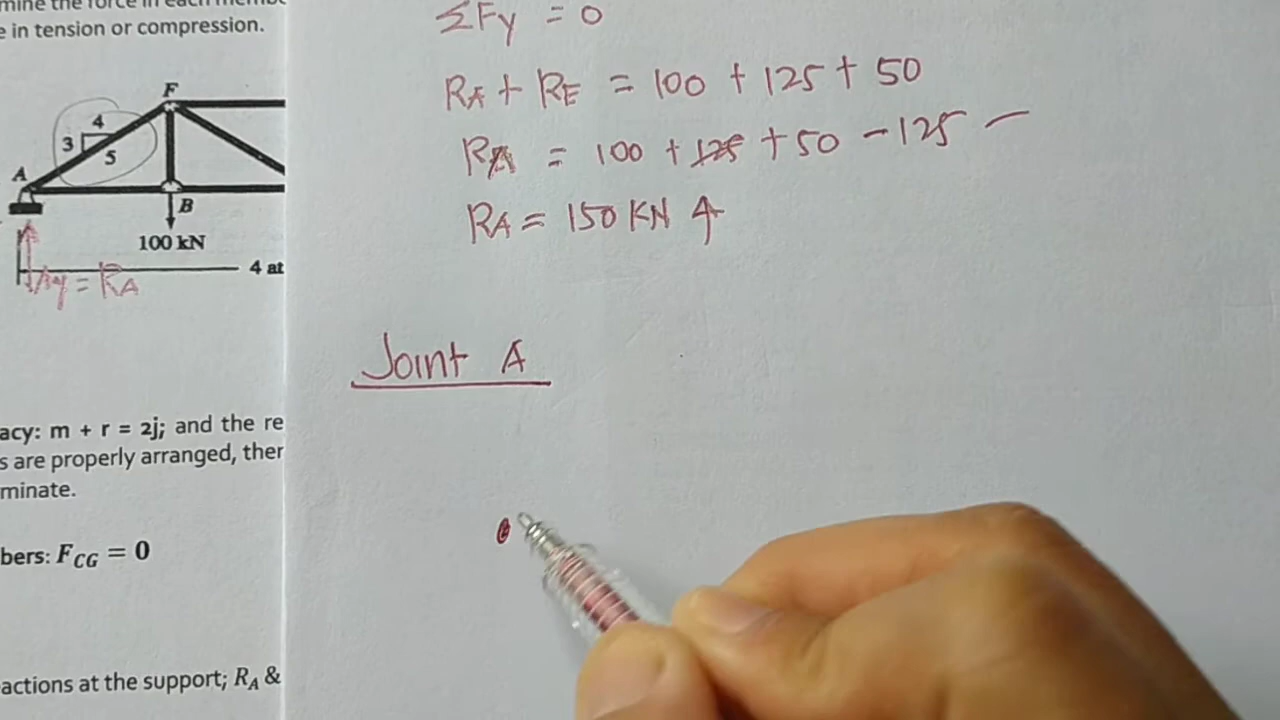 mine the force in each memb
e in tension or compression.
F
4
3
5
A
B
100 kN
4 at
Ay = RA
acy: m + r = 2j; and the re
s are properly arranged, ther
minate.
bers: FCG = 0
actions at the support; RA &
ΣFy = 0
RA + RE = 100 + 125 + 50
RA = 100 + 125 + 50 - 125 -
RA = 150 KN ↑
Joint A